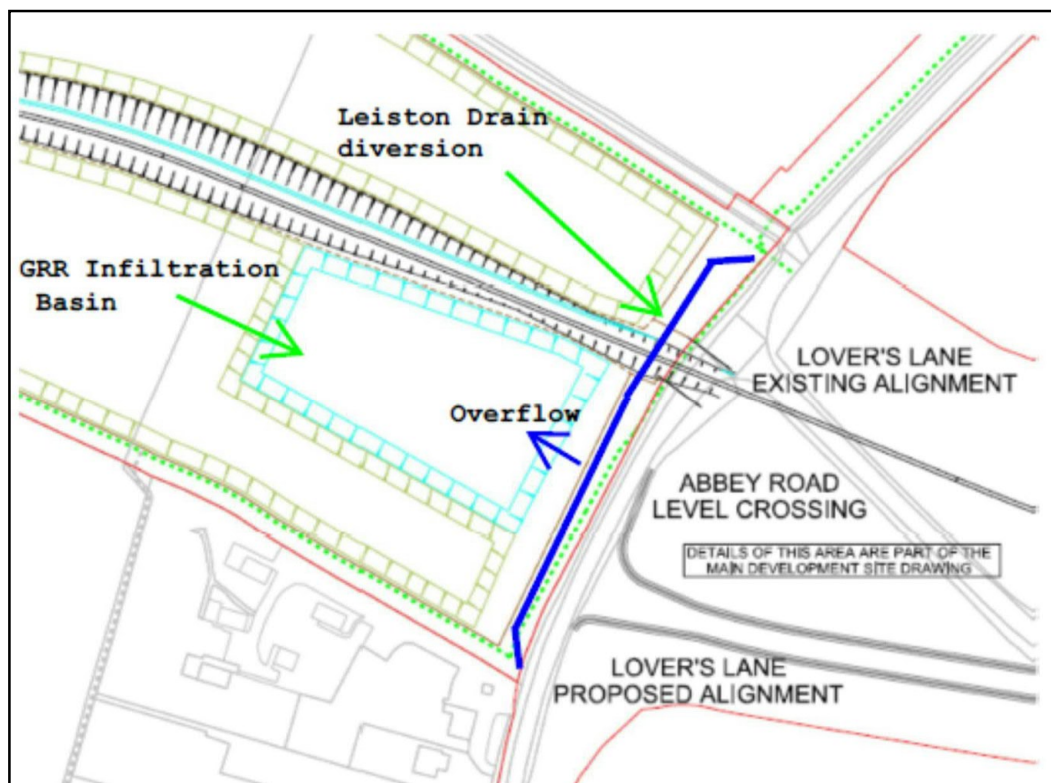 Leiston Drain
diversion
GRR Infiltration
Basin
Overflow
LOVER'S LANE
EXISTING ALIGNMENT
ABBEY ROAD
LEVEL CROSSING
DETAILS OF THIS AREA ARE PART OF THE
MAIN DEVELOPMENT SITE DRAWING
LOVER'S LANE
PROPOSED ALIGNMENT